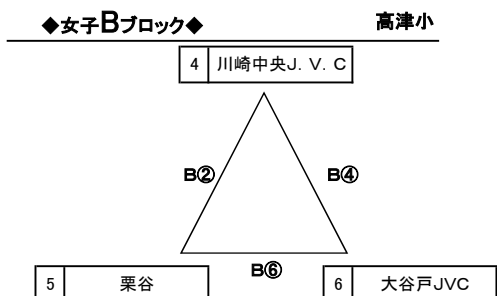 ◆女子Bブロック◆ 高津小
4 川崎中央J．V．C
B② B④
B⑥
5 栗谷 6 大谷戸JVC